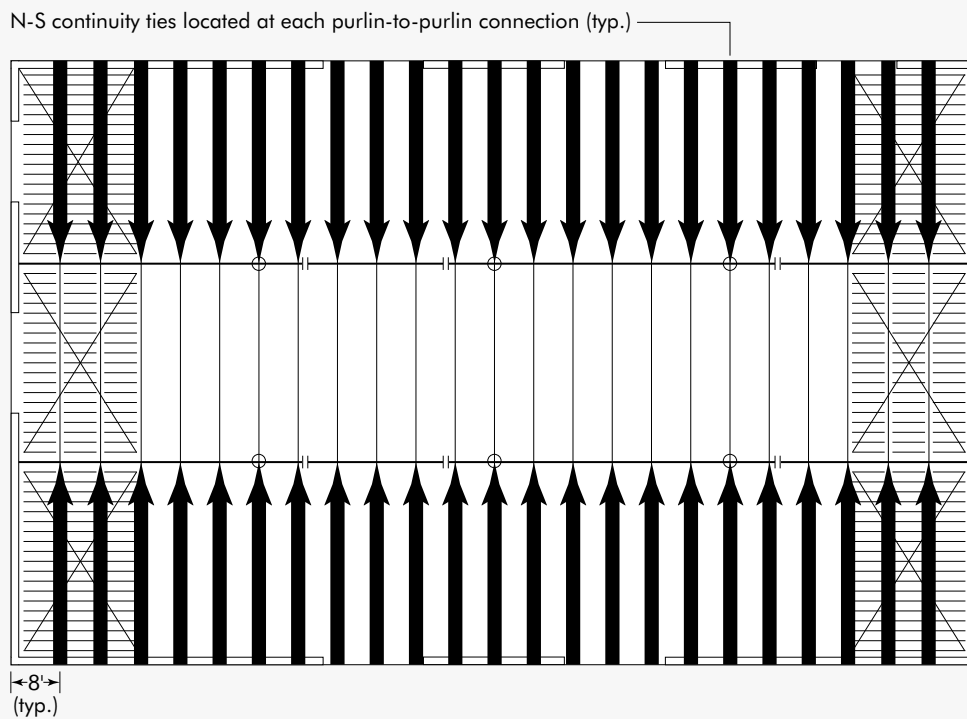 N-S continuity ties located at each purlin-to-purlin connection (typ.)
8'
(typ.)